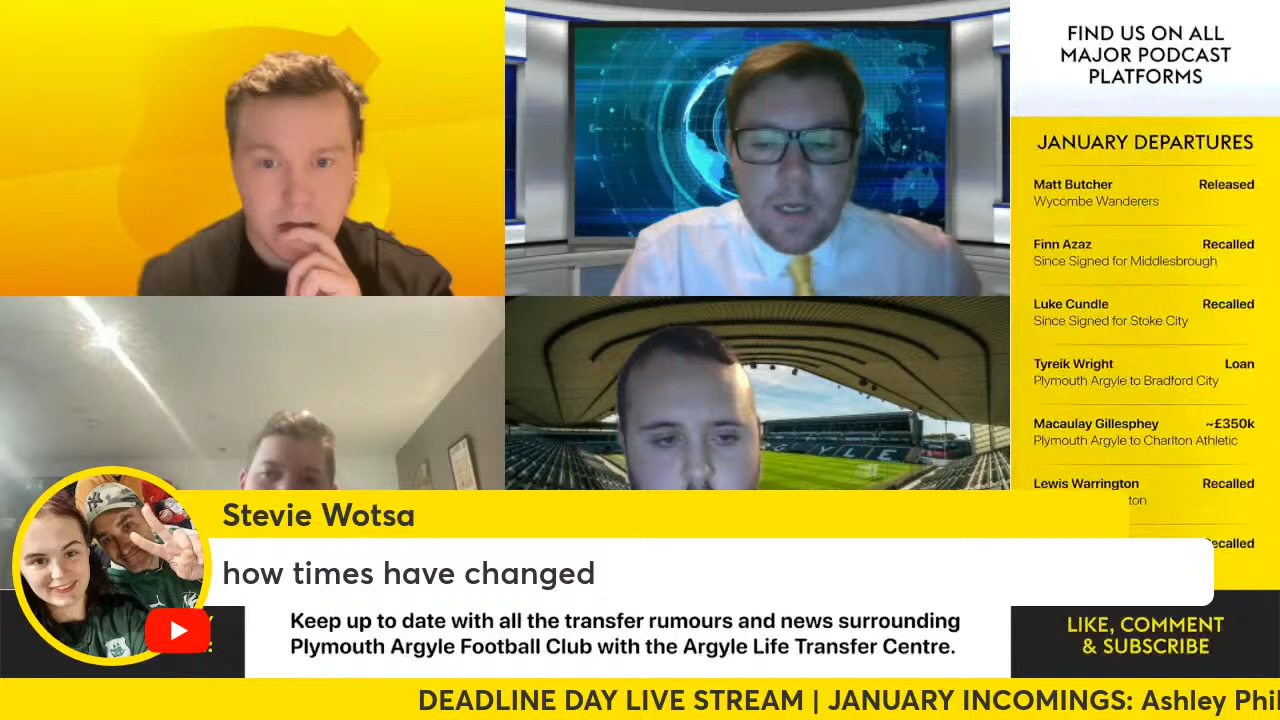 FIND US ON ALL
MAJOR PODCAST
PLATFORMS
JANUARY DEPARTURES
Matt Butcher Released
Wycombe Wanderers
Finn Azaz Recalled
Since Signed for Middlesbrough
Luke Cundle Recalled
Since Signed for Stoke City
Tyreik Wright Loan
Plymouth Argyle to Bradford City
Macaulay Gillesphey ~£350k
Plymouth Argyle to Charlton Athletic
Lewis Warrington Recalled
ton
ecalled
YLE
Stevie Wotsa
how times have changed
Keep up to date with all the transfer rumours and news surrounding
Plymouth Argyle Football Club with the Argyle Life Transfer Centre.
LIKE, COMMENT
& SUBSCRIBE
DEADLINE DAY LIVE STREAM | JANUARY INCOMINGS: Ashley Phil